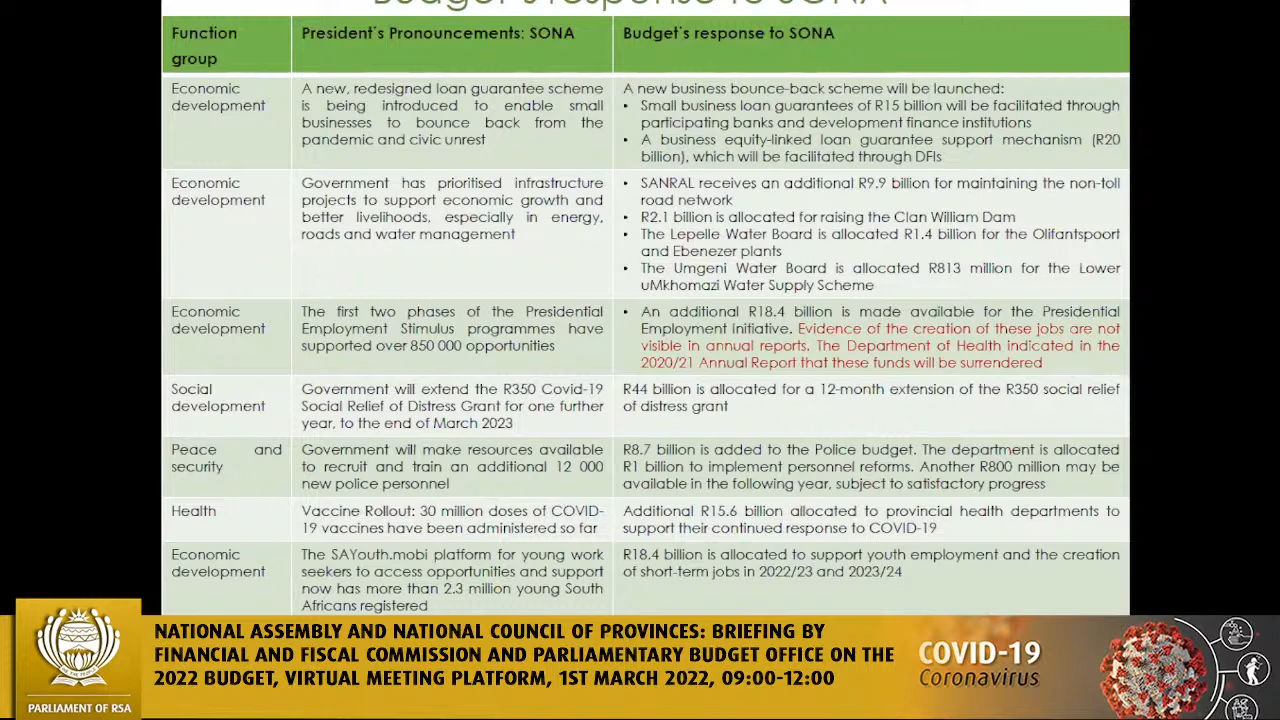 Budget's response to SONA
Function
group
President's Pronouncements: SONA
Budget's response to SONA
Economic
development
A new, redesigned loan guarantee scheme
is being introduced to enable small
businesses to bounce back from the
pandemic and civic unrest
A new business bounce-back scheme will be launched:
• Small business loan guarantees of R15 billion will be facilitated through
participating banks and development finance institutions
• A business equity-linked loan guarantee support mechanism (R20
billion), which will be facilitated through DFIs
Economic
development
Government has prioritised infrastructure
projects to support economic growth and
better livelihoods, especially in energy,
roads and water management
• SANRAL receives an additional R9.9 billion for maintaining the non-toll
road network
• R2.1 billion is allocated for raising the Clan William Dam
• The Lepelle Water Board is allocated R1.4 billion for the Olifantspoort
and Ebenezer plants
• The Umgeni Water Board is allocated R813 million for the Lower
uMkhomazi Water Supply Scheme
Economic
development
The first two phases of the Presidential
Employment Stimulus programmes have
supported over 850 000 opportunities
• An additional R18.4 billion is made available for the Presidential
Employment Initiative. Evidence of the creation of these jobs are not
visible in annual reports. The Department of Health indicated in the
2020/21 Annual Report that these funds will be surrendered
Social
development
Government will extend the R350 Covid-19
Social Relief of Distress Grant for one further
year, to the end of March 2023
R44 billion is allocated for a 12-month extension of the R350 social relief
of distress grant
Peace and
security
Government will make resources available
to recruit and train an additional 12 000
new police personnel
R8.7 billion is added to the Police budget. The department is allocated
R1 billion to implement personnel reforms. Another R800 million may be
available in the following year, subject to satisfactory progress
Health
Vaccine Rollout: 30 million doses of COVID-
19 vaccines have been administered so far
Additional R15.6 billion allocated to provincial health departments to
support their continued response to COVID-19
Economic
development
The SAYouth.mobi platform for young work
seekers to access opportunities and support
now has more than 2.3 million young South
Africans registered
R18.4 billion is allocated to support youth employment and the creation
of short-term jobs in 2022/23 and 2023/24
PARLIAMENT OF RSA
NATIONAL ASSEMBLY AND NATIONAL COUNCIL OF PROVINCES: BRIEFING BY
FINANCIAL AND FISCAL COMMISSION AND PARLIAMENTARY BUDGET OFFICE ON THE
2022 BUDGET, VIRTUAL MEETING PLATFORM, 1ST MARCH 2022, 09:00-12:00
COVID-19
Coronavirus